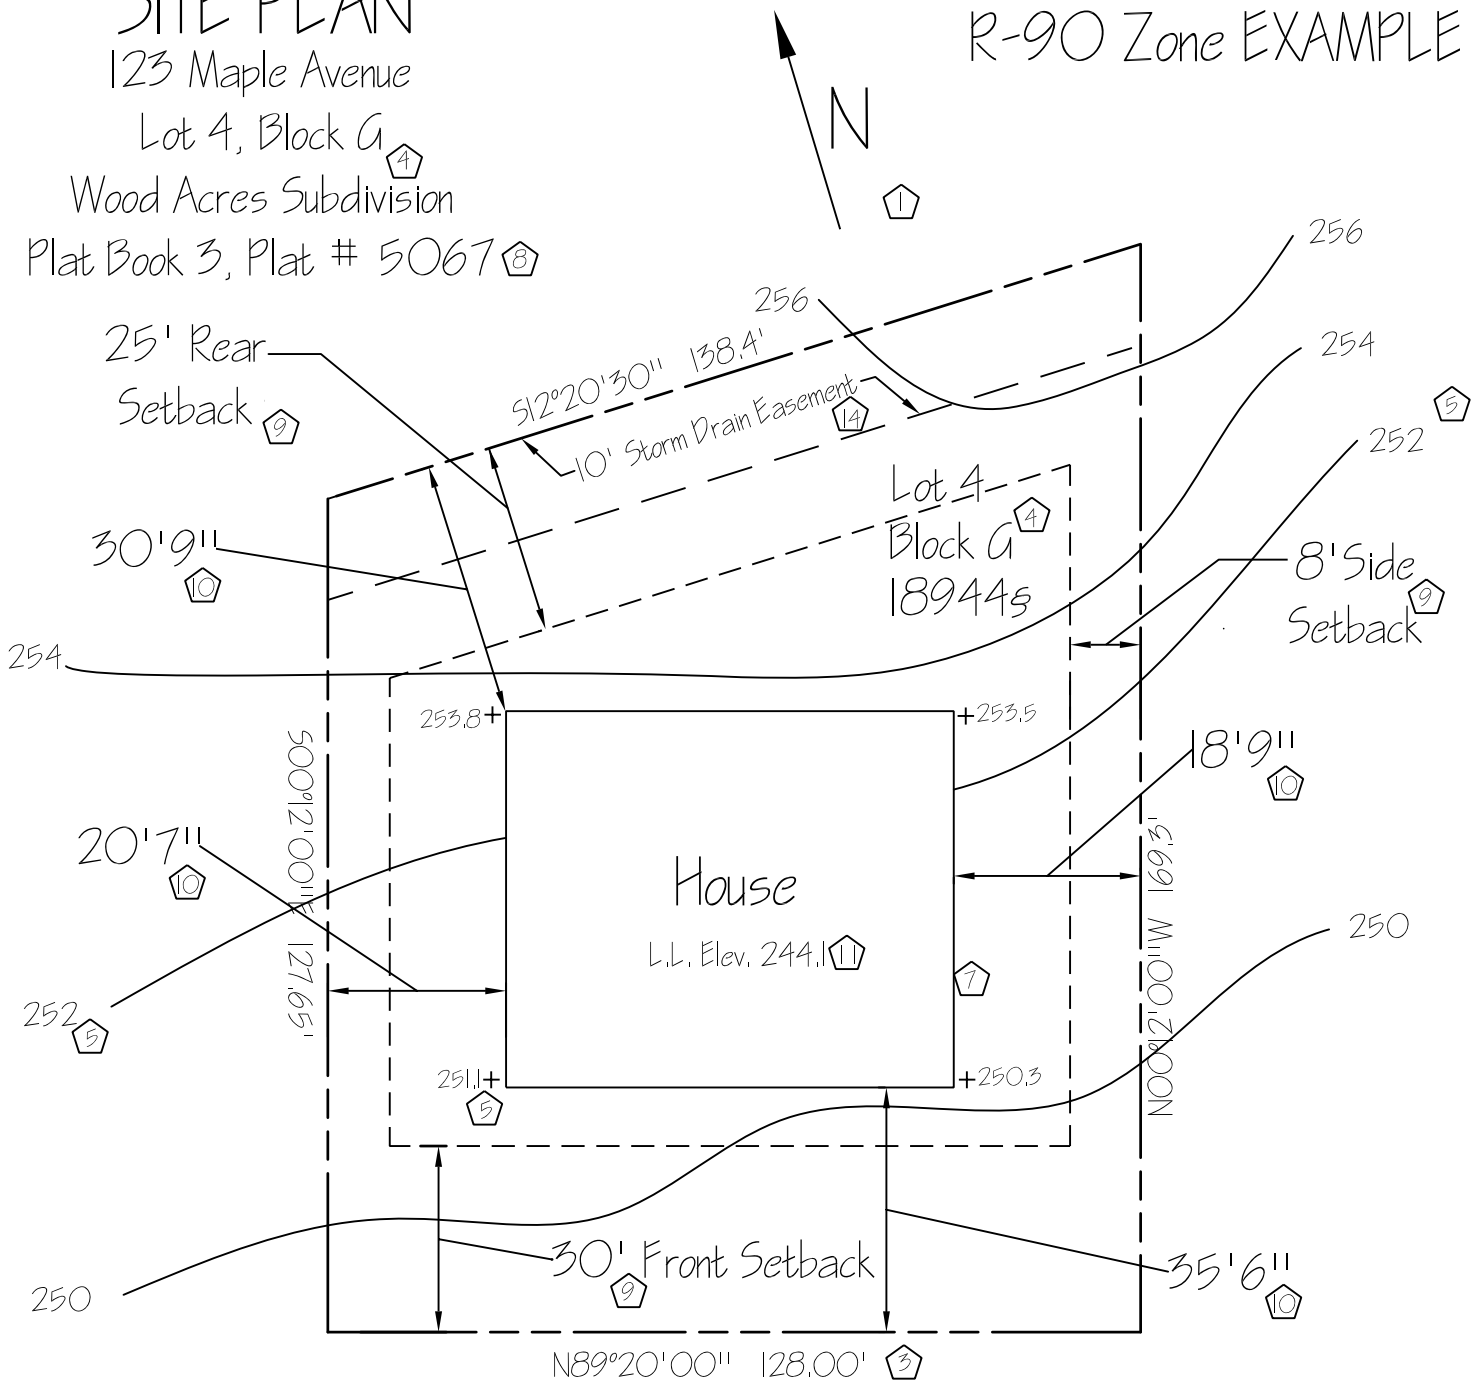 SITE PLAN
123 Maple Avenue
Lot 4, Block G
4
Wood Acres Subdivision
Plat Book 3, Plat # 5067
8
R-90 Zone EXAMPLE
N
1
256
256
254
5
252
25' Rear
Setback
9
S12°20'30" 138.4'
10' Storm Drain Easement
14
Lot 4
Block G
4
18944s
30'9"
10
8'Side
Setback
9
254
253.8
253.5
18'9"
10
S00°12'00"E 127.65'
20'7"
10
House
L.L. Elev. 244.1
11
7
N00°12'00"W 169.3'
250
252
5
251.1
5
250.3
30' Front Setback
9
35'6"
10
250
N89°20'00" 128.00'
3